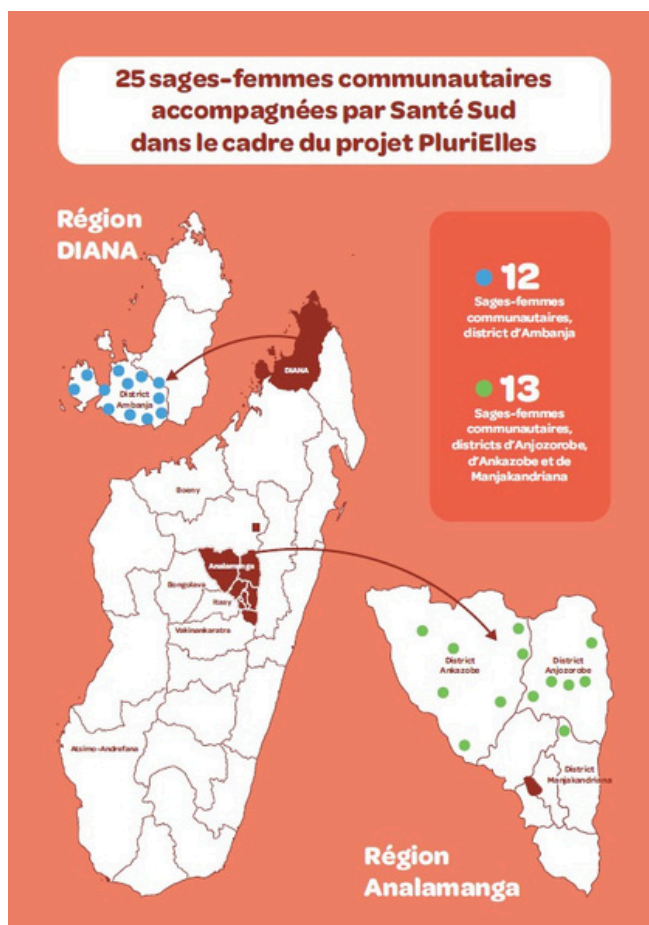 25 sages-femmes communautaires
accompagnées par Santé Sud
dans le cadre du projet PluriElles
Région
DIANA
12
Sages-femmes
communautaires,
district d'Ambanja
13
Sages-femmes
communautaires,
districts d'Anjozorobe,
d'Ankazobe et de
Manjakandriana
DIANA
District
Ambanja
Boeny
Analamanga
Bongolava
Itasy
Vakinankaratra
Atsimo-Andrefana
District
Ankazobe
District
Anjozorobe
District
Manjakandriana
Région
Analamanga